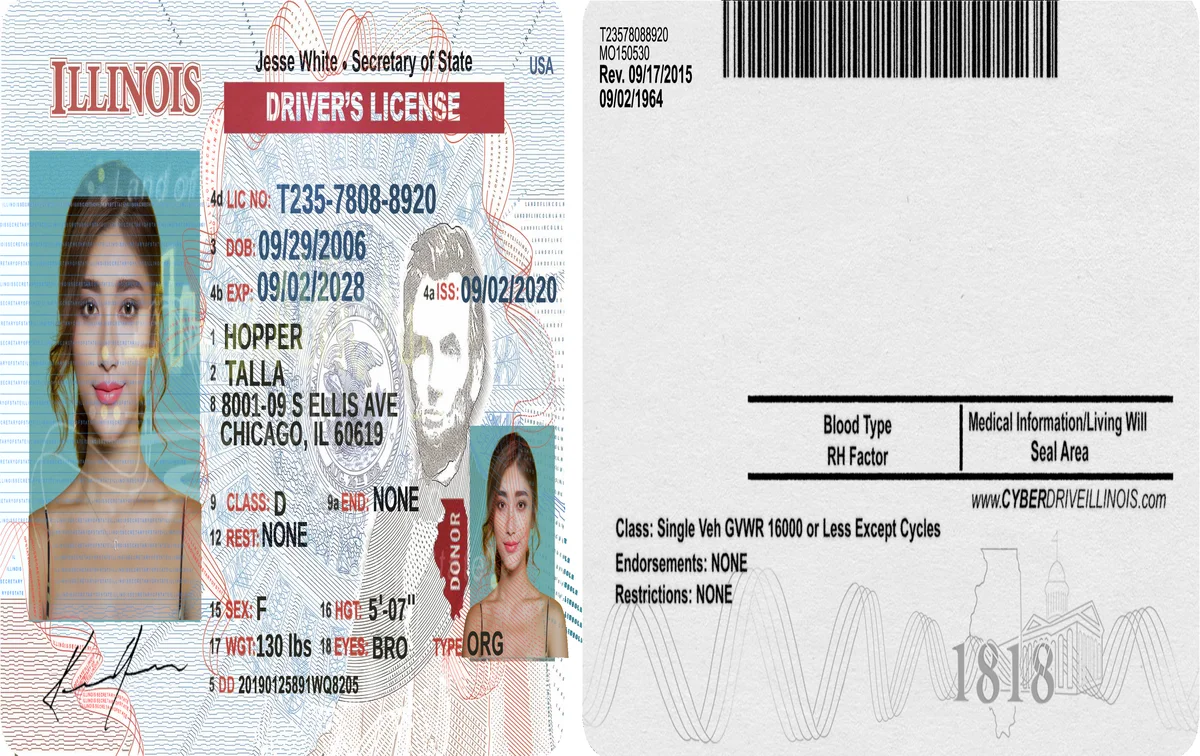 Jesse White • Secretary of State
USA
ILLINOIS
DRIVER'S LICENSE
Land of
4d LIC NO: T235-7808-8920
3 DOB: 09/29/2006
4b EXP: 09/02/2028
4a ISS: 09/02/2020
1 HOPPER
2 TALLA
8 8001-09 S ELLIS AVE
CHICAGO, IL 60619
9 CLASS: D
9a END: NONE
12 REST: NONE
DONOR
15 SEX: F
16 HGT: 5'-07"
17 WGT: 130 lbs
18 EYES: BRO
TYPE ORG
5 DD 20190125891WQ8205
T23578088920
MO150530
Rev. 09/17/2015
09/02/1964
Blood Type
RH Factor
Medical Information/Living Will
Seal Area
www.CYBERDRIVEILLINOIS.com
Class: Single Veh GVWR 16000 or Less Except Cycles
Endorsements: NONE
Restrictions: NONE
1818